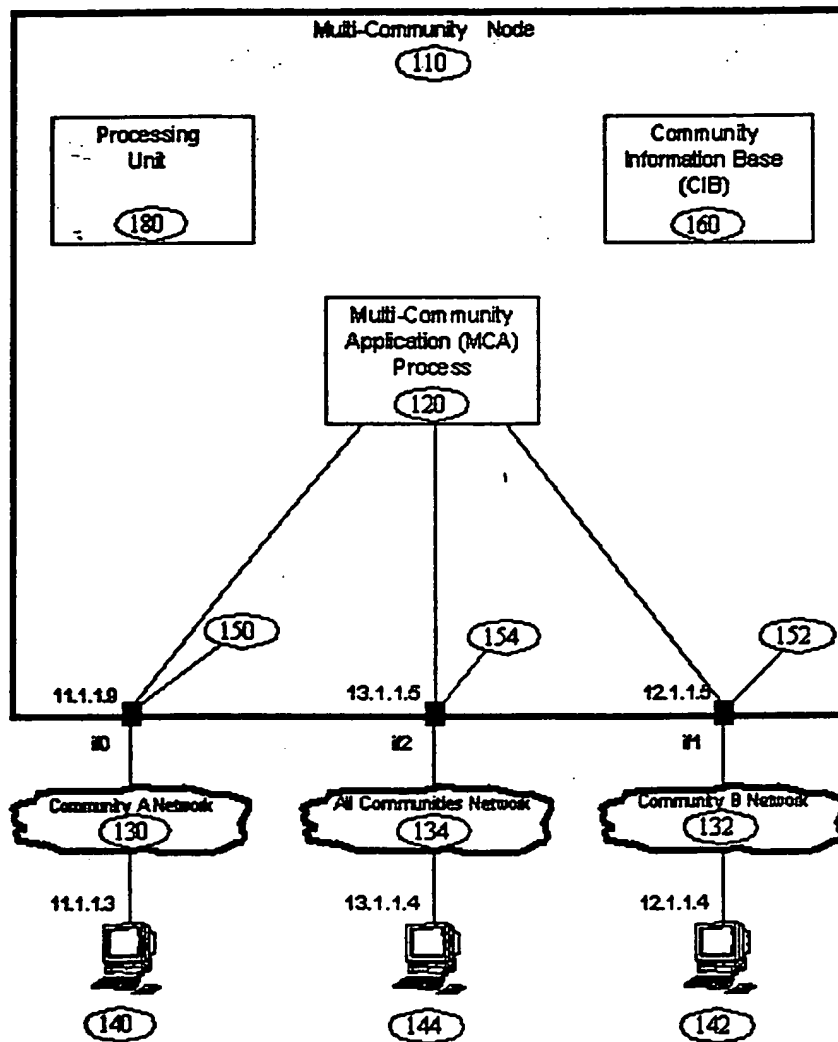 Multi-Community Node
110
Processing
Unit
180
Community
Information Base
(CIB)
160
Multi-Community
Application (MCA)
Process
120
150
154
152
11.1.1.9
13.1.1.5
12.1.1.5
if0
if2
if1
Community A Network
130
All Communities Network
134
Community B Network
132
11.1.1.3
13.1.1.4
12.1.1.4
140
144
142